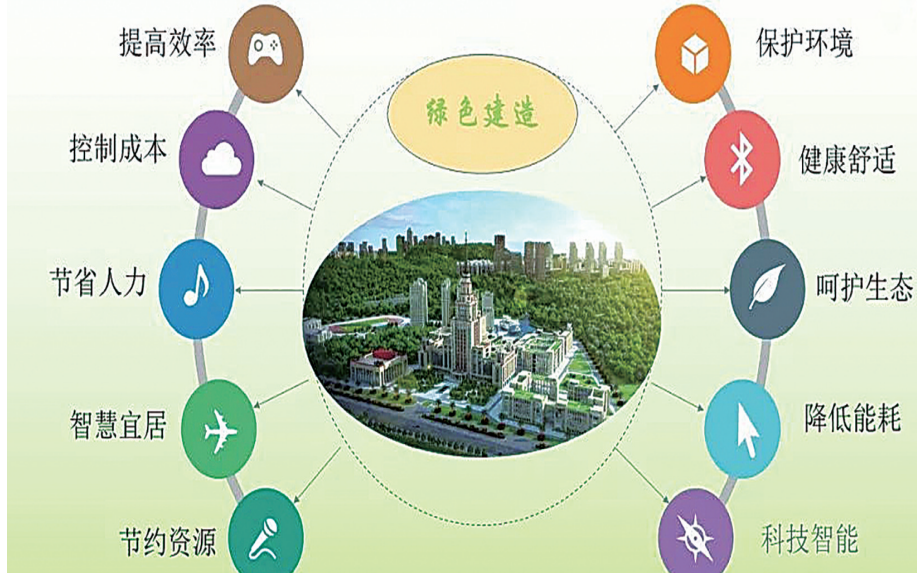 绿色建造
提高效率
控制成本
节省人力
智慧宜居
节约资源
保护环境
健康舒适
呵护生态
降低能耗
科技智能